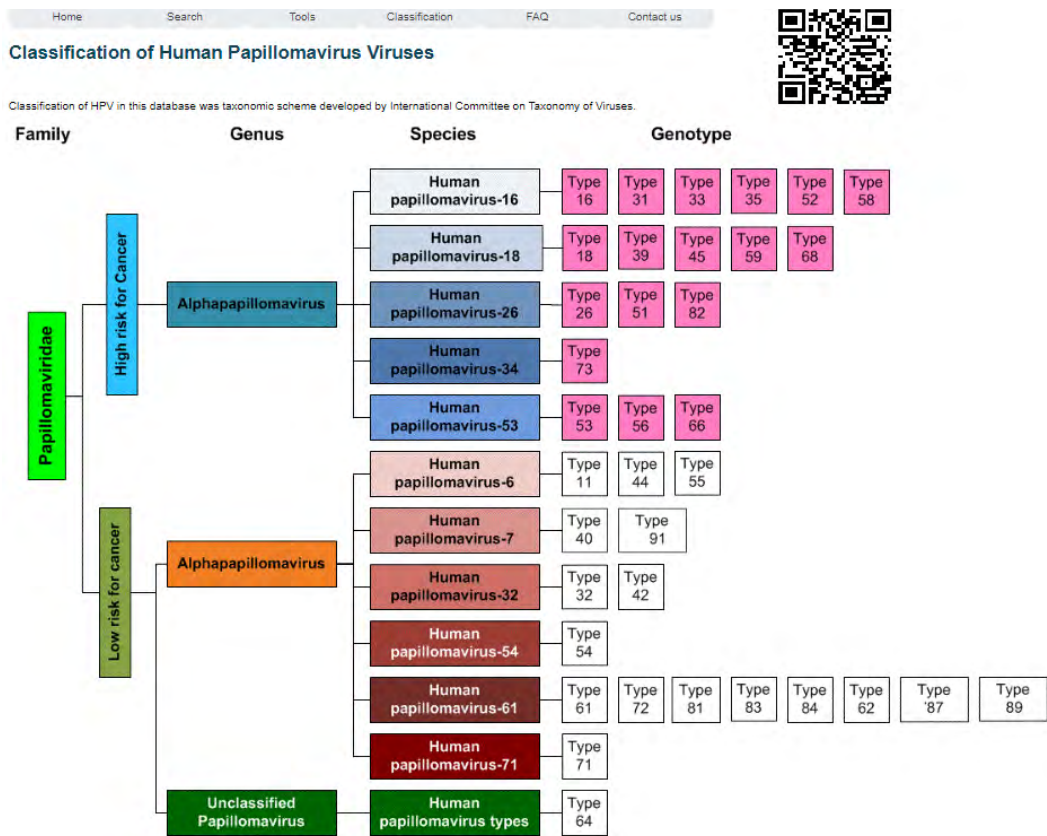 Home Search Tools Classification FAQ Contact us
Classification of Human Papillomavirus Viruses
Classification of HPV in this database was taxonomic scheme developed by International Committee on Taxonomy of Viruses.
Family Genus Species Genotype
Papillomaviridae
High risk for Cancer
Alphapapillomavirus
Human
papillomavirus-16
Type
16
Type
31
Type
33
Type
35
Type
52
Type
58
Human
papillomavirus-18
Type
18
Type
39
Type
45
Type
59
Type
68
Human
papillomavirus-26
Type
26
Type
51
Type
82
Human
papillomavirus-34
Type
73
Human
papillomavirus-53
Type
53
Type
56
Type
66
Low risk for cancer
Alphapapillomavirus
Human
papillomavirus-6
Type
11
Type
44
Type
55
Human
papillomavirus-7
Type
40
Type
91
Human
papillomavirus-32
Type
32
Type
42
Human
papillomavirus-54
Type
54
Human
papillomavirus-61
Type
61
Type
72
Type
81
Type
83
Type
84
Type
62
Type
'87
Type
89
Human
papillomavirus-71
Type
71
Unclassified
Papillomavirus
Human
papillomavirus types
Type
64